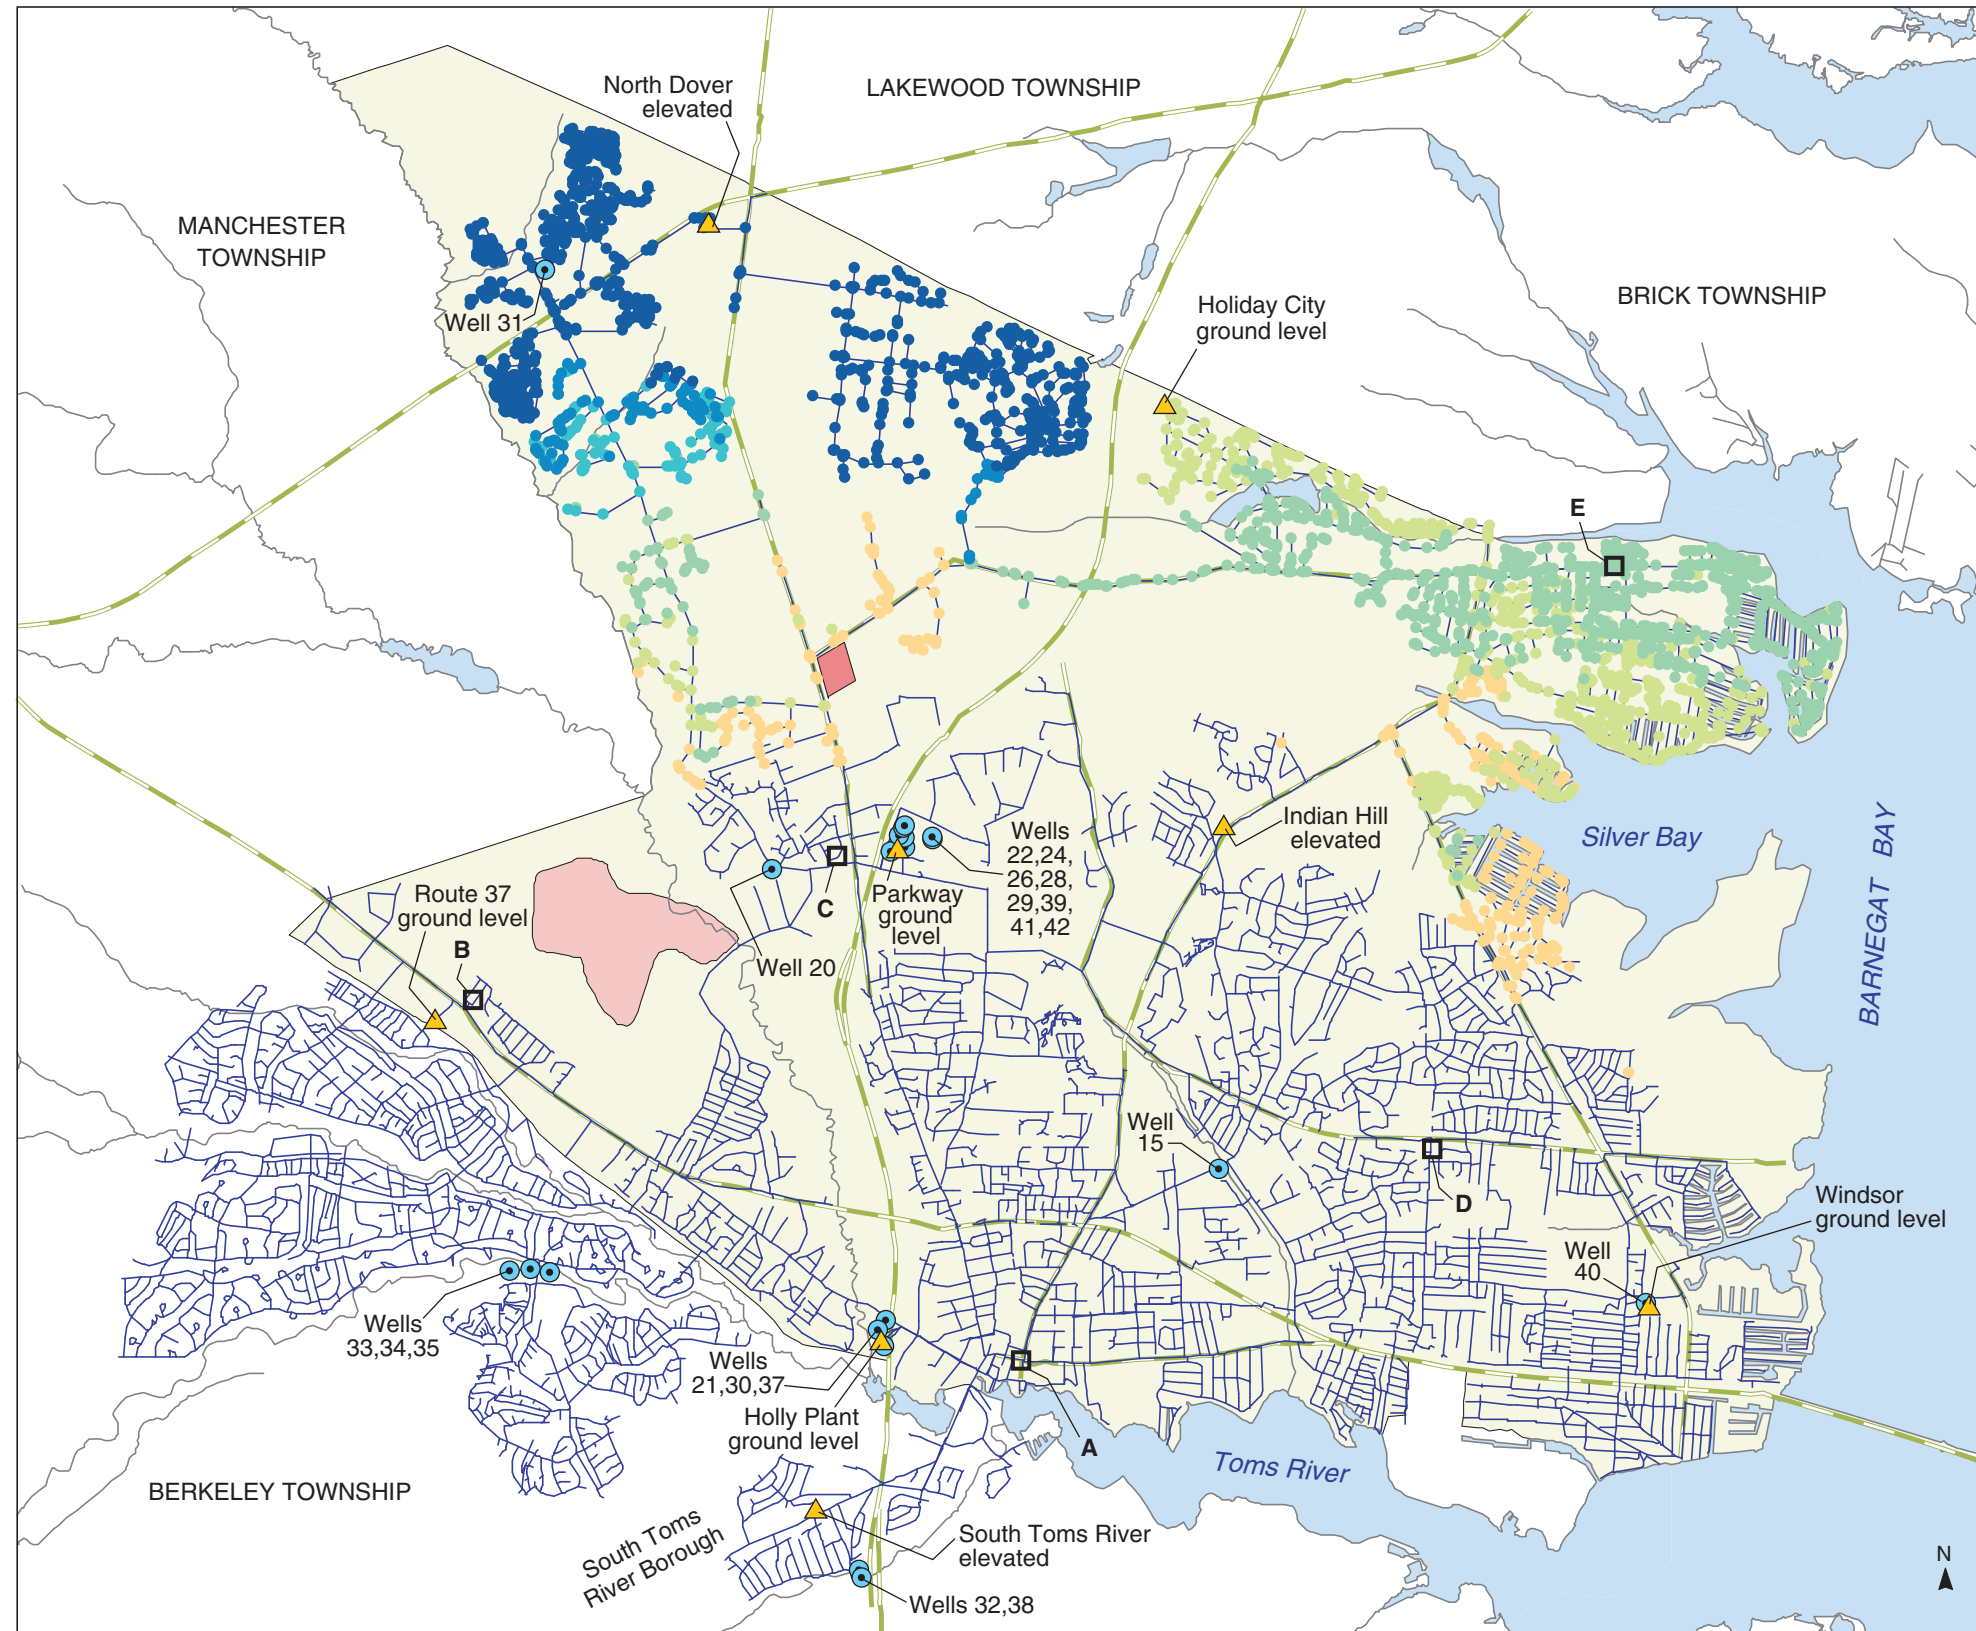 North Dover
elevated
LAKEWOOD TOWNSHIP
MANCHESTER
TOWNSHIP
Well 31
Holiday City
ground level
BRICK TOWNSHIP
E
Indian Hill
elevated
Silver Bay
BARNEGAT BAY
Wells
22,24,
26,28,
29,39,
41,42
Parkway
ground
level
C
Well 20
Route 37
ground level
B
Well
15
D
Windsor
ground level
Well
40
Wells
33,34,35
Wells
21,30,37
Holly Plant
ground level
A
Toms River
BERKELEY TOWNSHIP
South Toms
River Borough
South Toms River
elevated
Wells 32,38
N